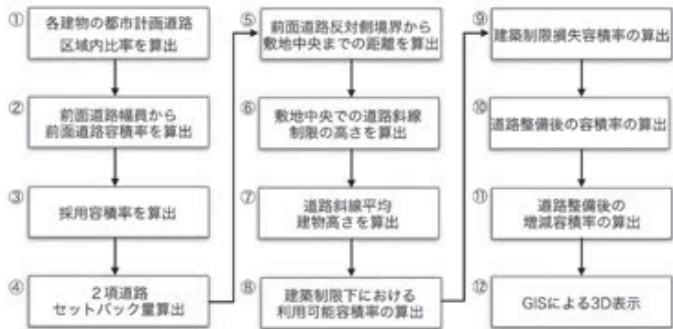 ①
各建物の都市計画道路
区域内比率を算出
②
前面道路幅員から
前面道路容積率を算出
③
採用容積率を算出
④
２項道路
セットバック量算出
⑤
前面道路反対側境界から
敷地中央までの距離を算出
⑥
敷地中央での道路斜線
制限の高さを算出
⑦
道路斜線平均
建物高さを算出
⑧
建築制限下における
利用可能容積率の算出
⑨
建築制限損失容積率の算出
⑩
道路整備後の容積率の算出
⑪
道路整備後の
増減容積率の算出
⑫
GISによる3D表示